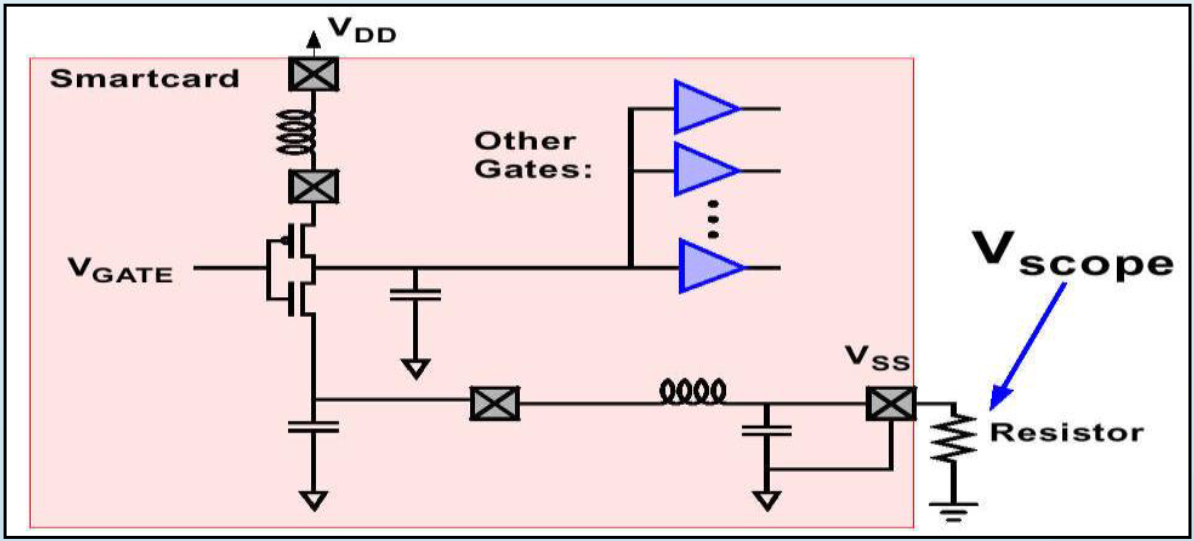 VDD
Smartcard
Other
Gates:
VGATE
Vscope
VSS
Resistor